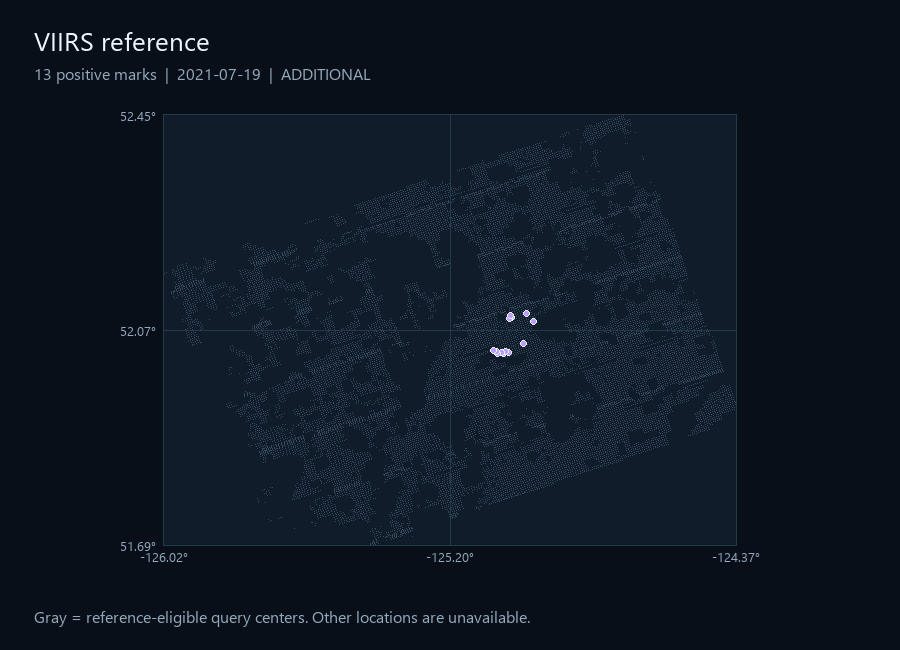 VIIRS reference
13 positive marks | 2021-07-19 | ADDITIONAL
52.45°
52.07°
51.69°
-126.02°
-125.20°
-124.37°
Gray = reference-eligible query centers. Other locations are unavailable.